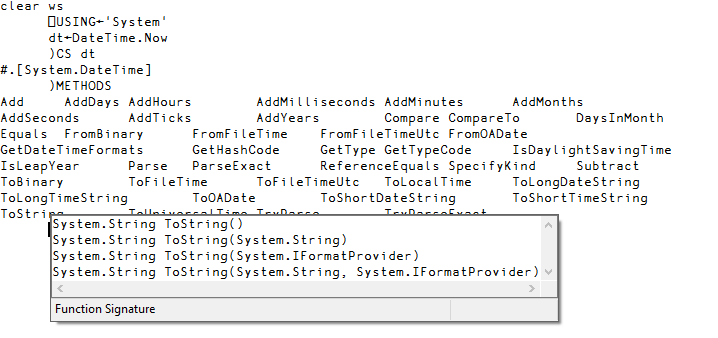 clear ws
⎕USING←'System'
dt←DateTime.Now
)CS dt
#.[System.DateTime]
)METHODS
Add AddDays AddHours AddMilliseconds AddMinutes AddMonths
AddSeconds AddTicks AddYears Compare CompareTo DaysInMonth
Equals FromBinary FromFileTime FromFileTimeUtc FromOADate
GetDateTimeFormats GetHashCode GetType GetTypeCode IsDaylightSavingTime
IsLeapYear Parse ParseExact ReferenceEquals SpecifyKind Subtract
ToBinary ToFileTime ToFileTimeUtc ToLocalTime ToLongDateString
ToLongTimeString ToOADate ToShortDateString ToShortTimeString
ToString ToUniversalTime TryParse TryParseExact
System.String ToString()
System.String ToString(System.String)
System.String ToString(System.IFormatProvider)
System.String ToString(System.String, System.IFormatProvider)
Function Signature